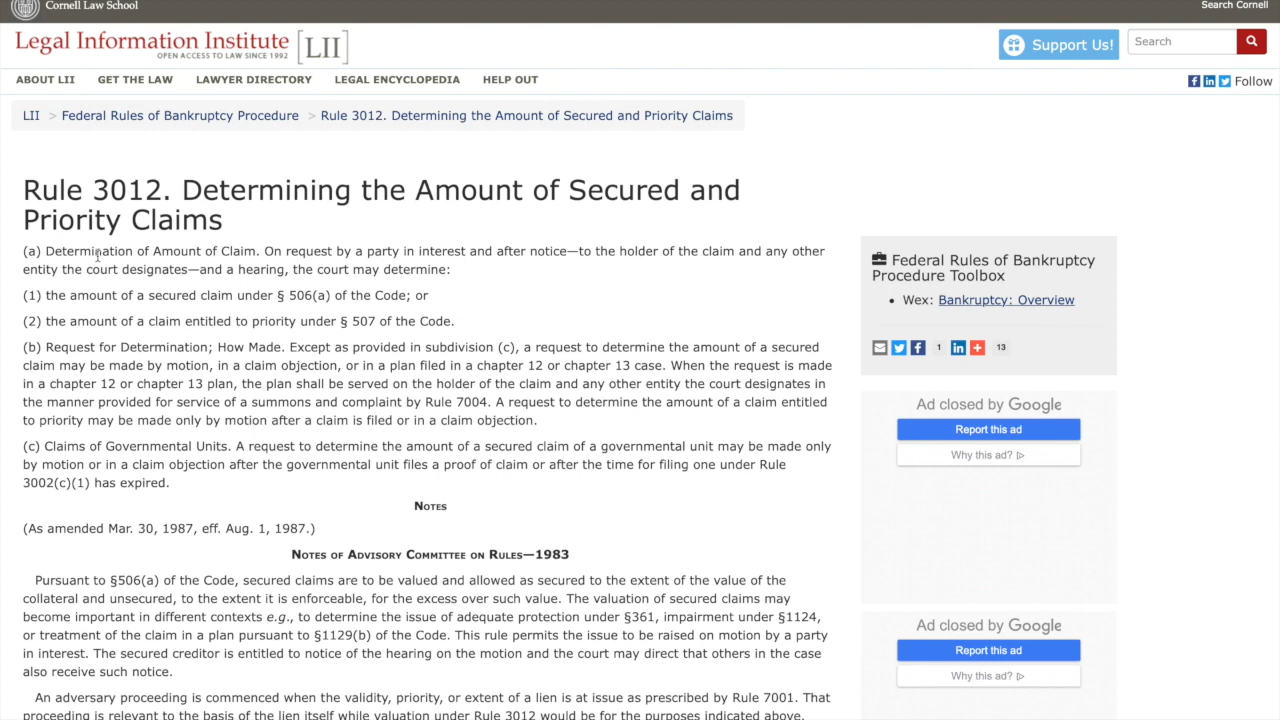 Cornell Law School
Search Cornell
Legal Information Institute [LII]
OPEN ACCESS TO LAW SINCE 1992
Support Us!
Search
ABOUT LII GET THE LAW LAWYER DIRECTORY LEGAL ENCYCLOPEDIA HELP OUT
Follow
LII > Federal Rules of Bankruptcy Procedure > Rule 3012. Determining the Amount of Secured and Priority Claims
Rule 3012. Determining the Amount of Secured and
Priority Claims
(a) Determination of Amount of Claim. On request by a party in interest and after notice—to the holder of the claim and any other
entity the court designates—and a hearing, the court may determine:
(1) the amount of a secured claim under § 506(a) of the Code; or
(2) the amount of a claim entitled to priority under § 507 of the Code.
(b) Request for Determination; How Made. Except as provided in subdivision (c), a request to determine the amount of a secured
claim may be made by motion, in a claim objection, or in a plan filed in a chapter 12 or chapter 13 case. When the request is made
in a chapter 12 or chapter 13 plan, the plan shall be served on the holder of the claim and any other entity the court designates in
the manner provided for service of a summons and complaint by Rule 7004. A request to determine the amount of a claim entitled
to priority may be made only by motion after a claim is filed or in a claim objection.
(c) Claims of Governmental Units. A request to determine the amount of a secured claim of a governmental unit may be made only
by motion or in a claim objection after the governmental unit files a proof of claim or after the time for filing one under Rule
3002(c)(1) has expired.
Notes
(As amended Mar. 30, 1987, eff. Aug. 1, 1987.)
Notes of Advisory Committee on Rules—1983
Pursuant to §506(a) of the Code, secured claims are to be valued and allowed as secured to the extent of the value of the
collateral and unsecured, to the extent it is enforceable, for the excess over such value. The valuation of secured claims may
become important in different contexts e.g., to determine the issue of adequate protection under §361, impairment under §1124,
or treatment of the claim in a plan pursuant to §1129(b) of the Code. This rule permits the issue to be raised on motion by a party
in interest. The secured creditor is entitled to notice of the hearing on the motion and the court may direct that others in the case
also receive such notice.
An adversary proceeding is commenced when the validity, priority, or extent of a lien is at issue as prescribed by Rule 7001. That
proceeding is relevant to the basis of the lien itself while valuation under Rule 3012 would be for the purposes indicated above.
Federal Rules of Bankruptcy
Procedure Toolbox
Wex: Bankruptcy: Overview
1 13
Ad closed by Google
Report this ad
Why this ad?
Ad closed by Google
Report this ad
Why this ad?